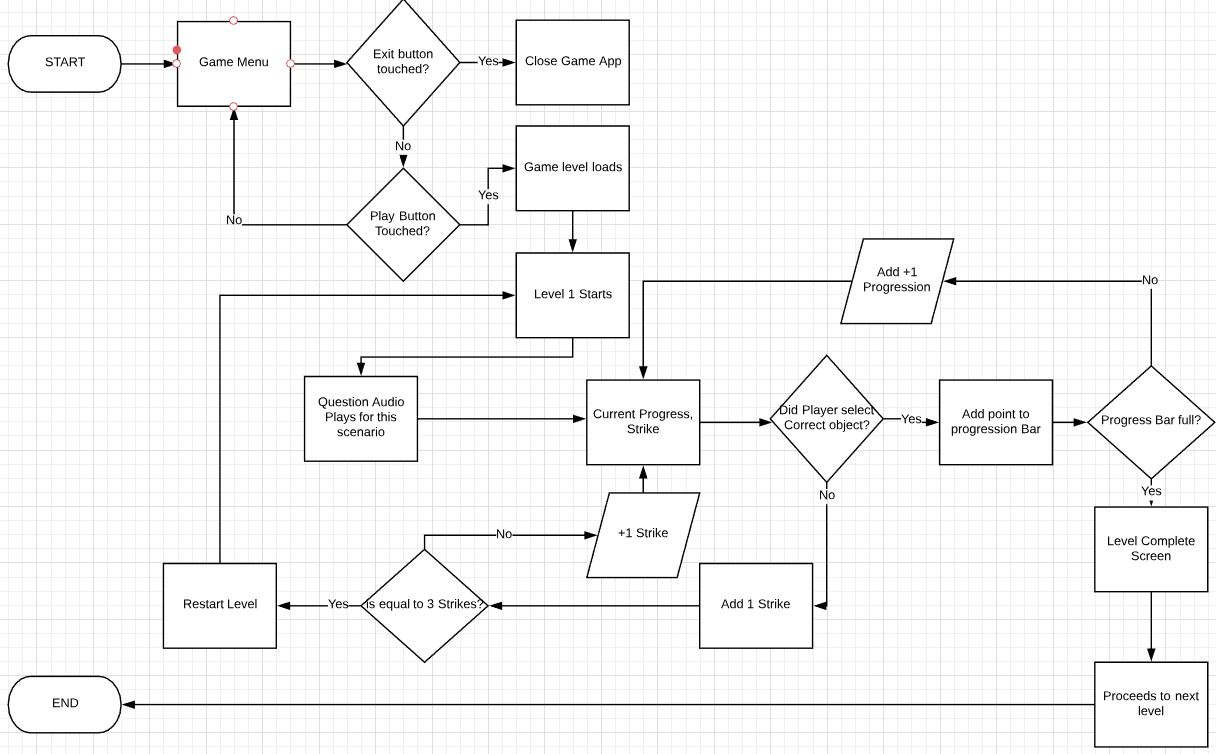 START
Game Menu
Exit button
touched?
Yes
Close Game App
No
Game level loads
Play Button
Touched?
Yes
No
Level 1 Starts
Add +1
Progression
No
Question Audio
Plays for this
scenario
Current Progress,
Strike
Did Player select
Correct object?
Yes
Add point to
progression Bar
Progress Bar full?
No
Yes
+1 Strike
No
Level Complete
Screen
Restart Level
Yes
is equal to 3 Strikes?
Add 1 Strike
END
Proceeds to next
level